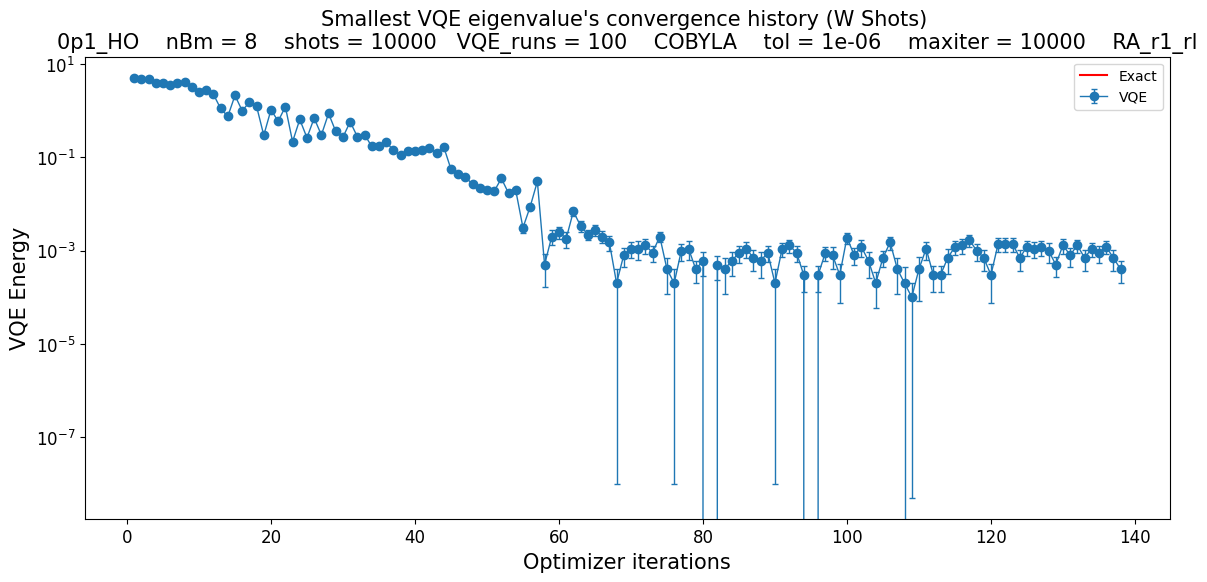 Smallest VQE eigenvalue's convergence history (W Shots)
0p1_HO    nBm = 8    shots = 10000   VQE_runs = 100    COBYLA    tol = 1e-06    maxiter = 10000    RA_r1_rl
Exact
VQE
10^1
10^-1
10^-3
10^-5
10^-7
VQE Energy
0 20 40 60 80 100 120 140
Optimizer iterations